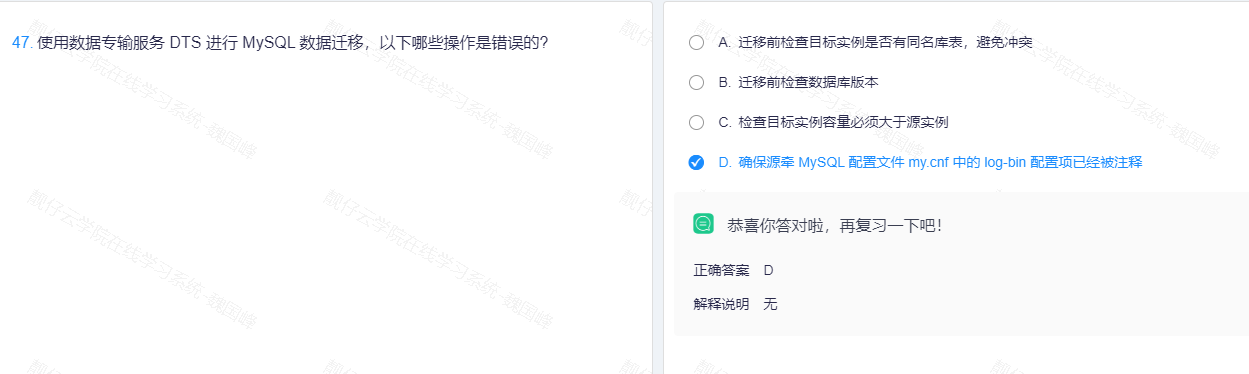 47. 使用数据专输服务 DTS 进行 MySQL 数据迁移，以下哪些操作是错误的?
A. 迁移前检查目标实例是否有同名库表，避免冲突
B. 迁移前检查数据库版本
C. 检查目标实例容量必须大于源实例
D. 确保源牵 MySQL 配置文件 my.cnf 中的 log-bin 配置项已经被注释
恭喜你答对啦，再复习一下吧！
正确答案 D
解释说明 无
靓仔云学院在线学习系统-魏国峰